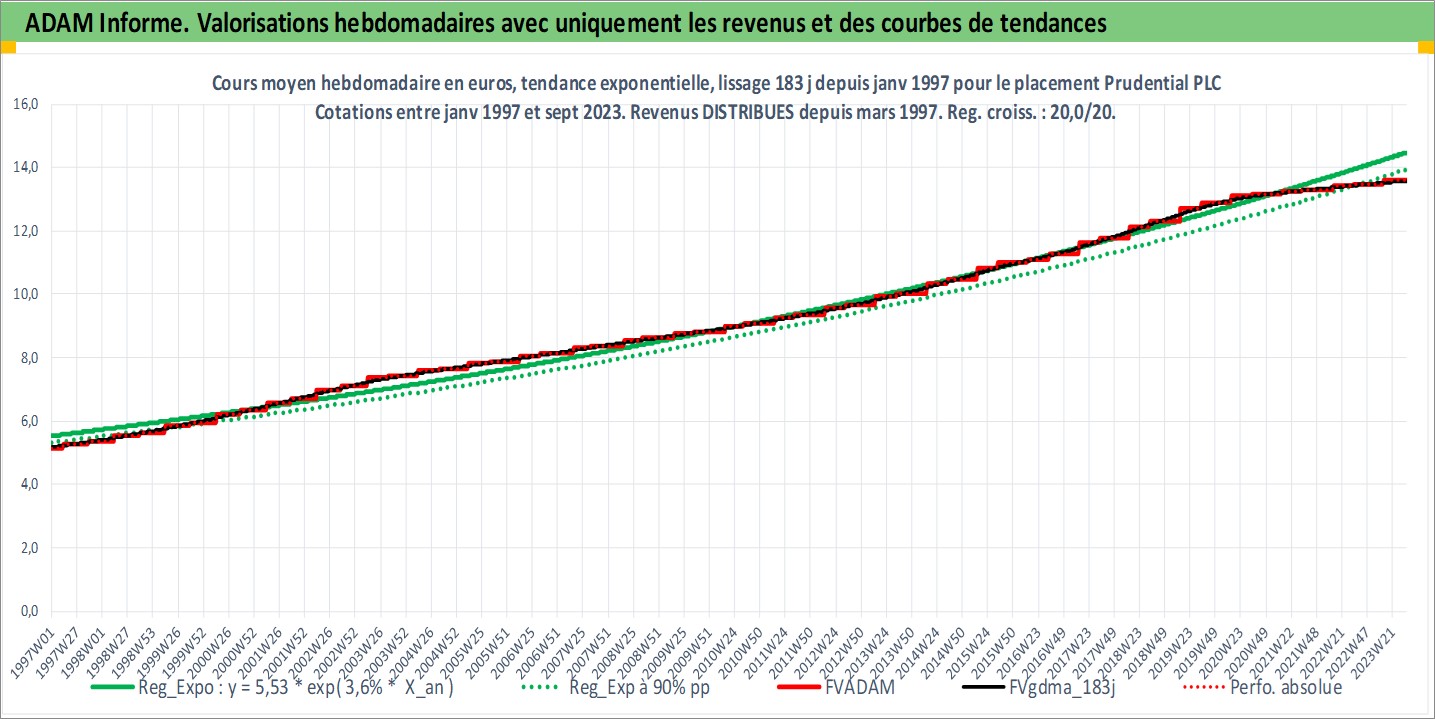 ADAM Informe. Valorisations hebdomadaires avec uniquement les revenus et des courbes de tendances
Cours moyen hebdomadaire en euros, tendance exponentielle, lissage 183 j depuis janv 1997 pour le placement Prudential PLC
Cotations entre janv 1997 et sept 2023. Revenus DISTRIBUES depuis mars 1997. Reg. croiss. : 20,0/20.
16,0
14,0
12,0
10,0
8,0
6,0
4,0
2,0
0,0
1997W01
1997W27
1998W01
1998W27
1998W53
1999W26
1999W52
2000W26
2000W52
2001W26
2001W52
2002W26
2002W52
2003W26
2003W52
2004W26
2004W52
2005W25
2005W51
2006W25
2006W51
2007W25
2007W51
2008W25
2008W51
2009W25
2009W51
2010W24
2010W50
2011W24
2011W50
2012W24
2012W50
2013W24
2013W50
2014W24
2014W50
2015W24
2015W50
2016W23
2016W49
2017W23
2017W49
2018W23
2018W49
2019W23
2019W49
2020W23
2020W49
2021W22
2021W48
2022W21
2022W47
2023W21
Reg_Expo : y = 5,53 * exp( 3,6% * X_an )
Reg_Exp à 90% pp
FVADAM
FVgdma_183j
Perfo. absolue